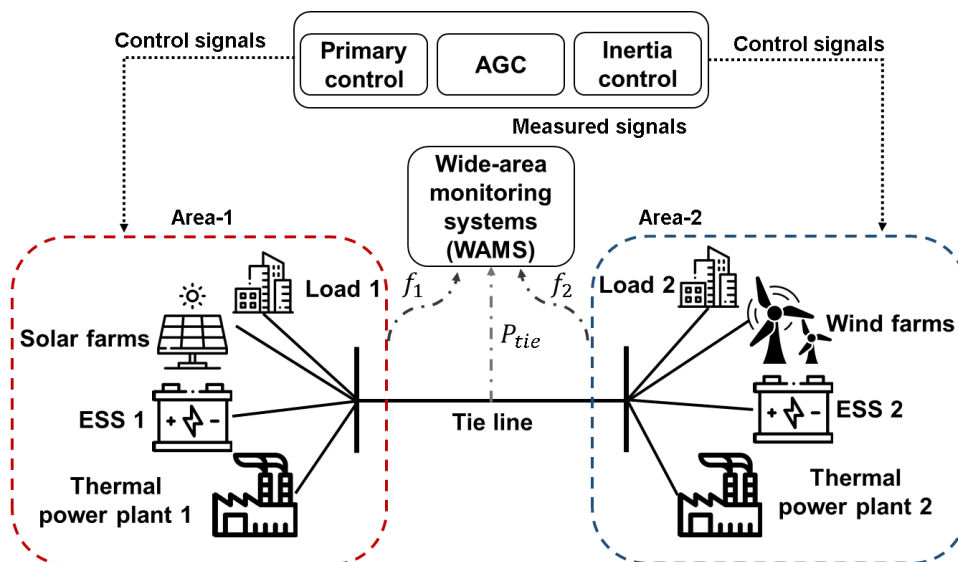 Control signals
Primary
control
AGC
Inertia
control
Control signals
Measured signals
Wide-area
monitoring
systems
(WAMS)
Area-1
Area-2
Load 1
f₁
f₂
Load 2
Solar farms
P_tie
Wind farms
ESS 1
+ -
Tie line
+ -
ESS 2
Thermal
power plant 1
Thermal
power plant 2